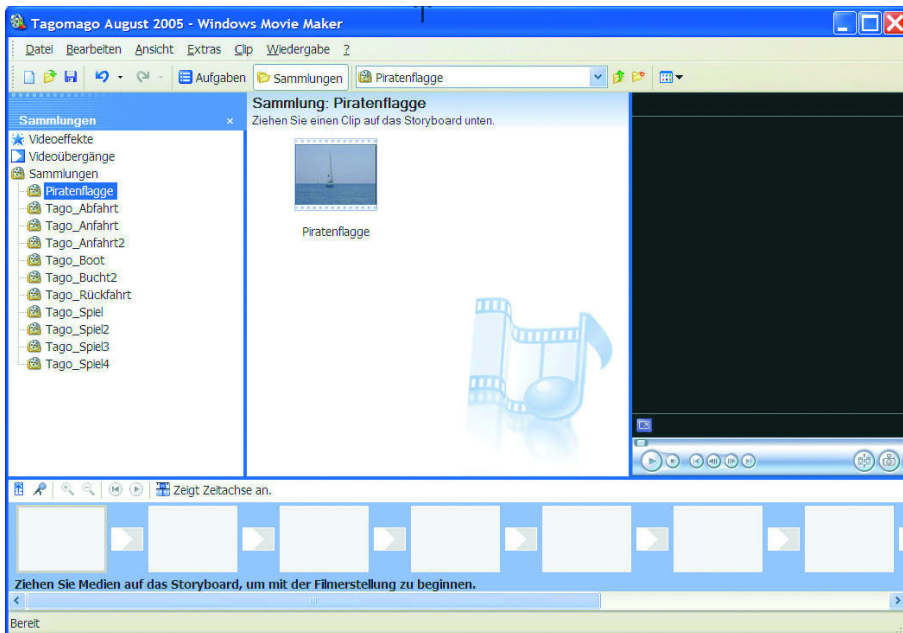 Tagomago August 2005 - Windows Movie Maker
Datei Bearbeiten Ansicht Extras Clip Wiedergabe ?
Aufgaben Sammlungen Piratenflagge
Sammlungen
Videoeffekte
Videoübergänge
Sammlungen
Piratenflagge
Tago_Abfahrt
Tago_Anfahrt
Tago_Anfahrt2
Tago_Boot
Tago_Bucht2
Tago_Rückfahrt
Tago_Spiel
Tago_Spiel2
Tago_Spiel3
Tago_Spiel4
Sammlung: Piratenflagge
Ziehen Sie einen Clip auf das Storyboard unten.
Piratenflagge
Zeigt Zeitachse an.
Ziehen Sie Medien auf das Storyboard, um mit der Filmerstellung zu beginnen.
Bereit